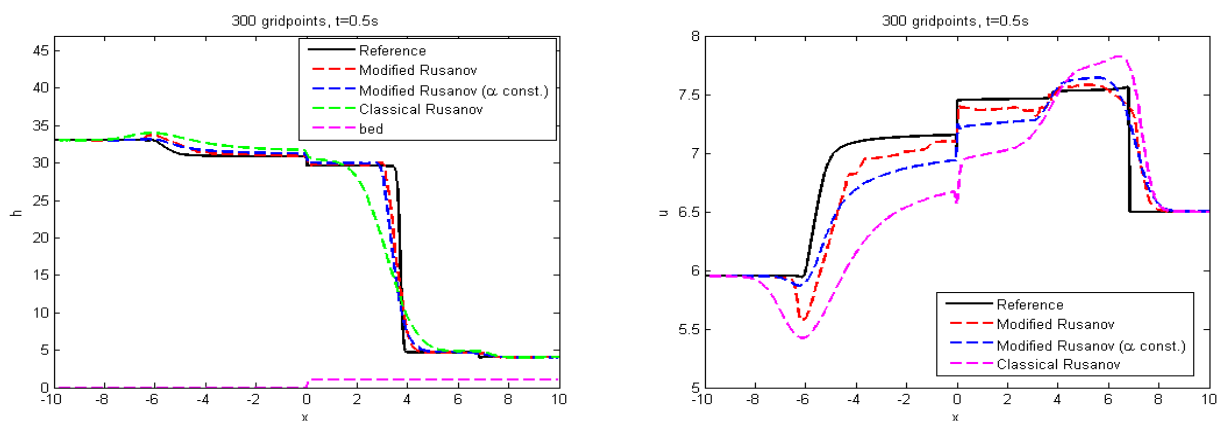 300 gridpoints, t=0.5s
45
40
35
30
25
20
15
10
5
0
h
-10 -8 -6 -4 -2 0 2 4 6 8 10
x
Reference
Modified Rusanov
Modified Rusanov (α const.)
Classical Rusanov
bed
300 gridpoints, t=0.5s
8
7.5
7
6.5
6
5.5
5
u
-10 -8 -6 -4 -2 0 2 4 6 8 10
x
Reference
Modified Rusanov
Modified Rusanov (α const.)
Classical Rusanov